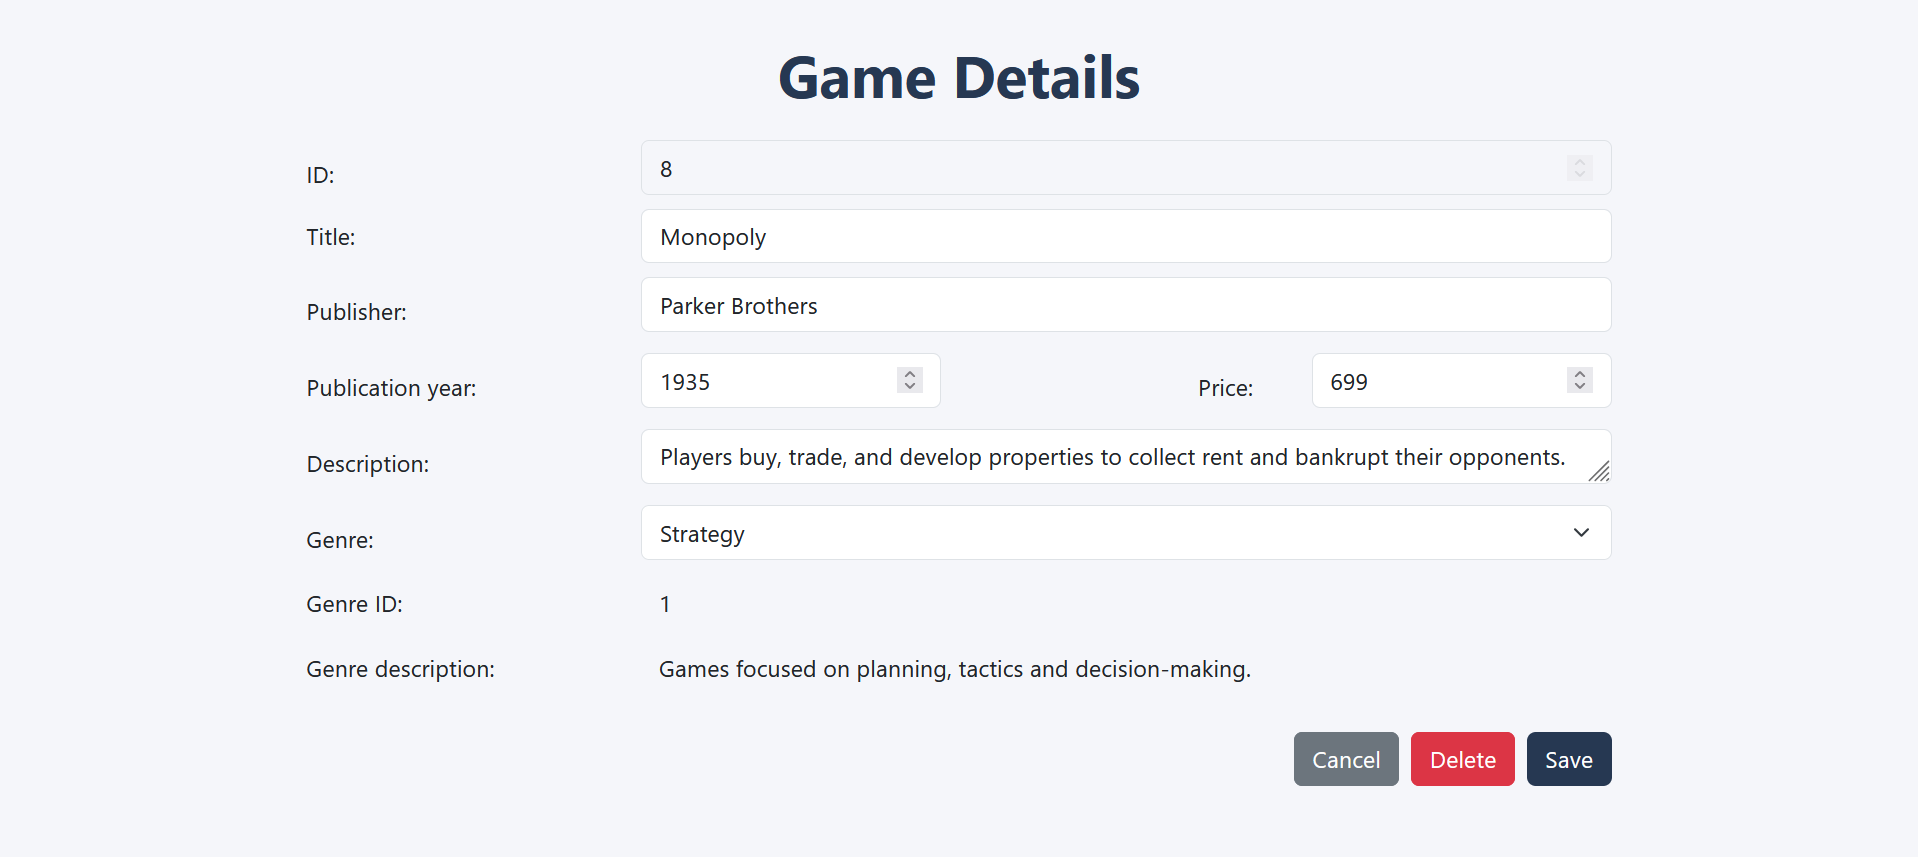 Game Details
ID: 8
Title: Monopoly
Publisher: Parker Brothers
Publication year: 1935 Price: 699
Description: Players buy, trade, and develop properties to collect rent and bankrupt their opponents.
Genre: Strategy
Genre ID: 1
Genre description: Games focused on planning, tactics and decision-making.
Cancel Delete Save